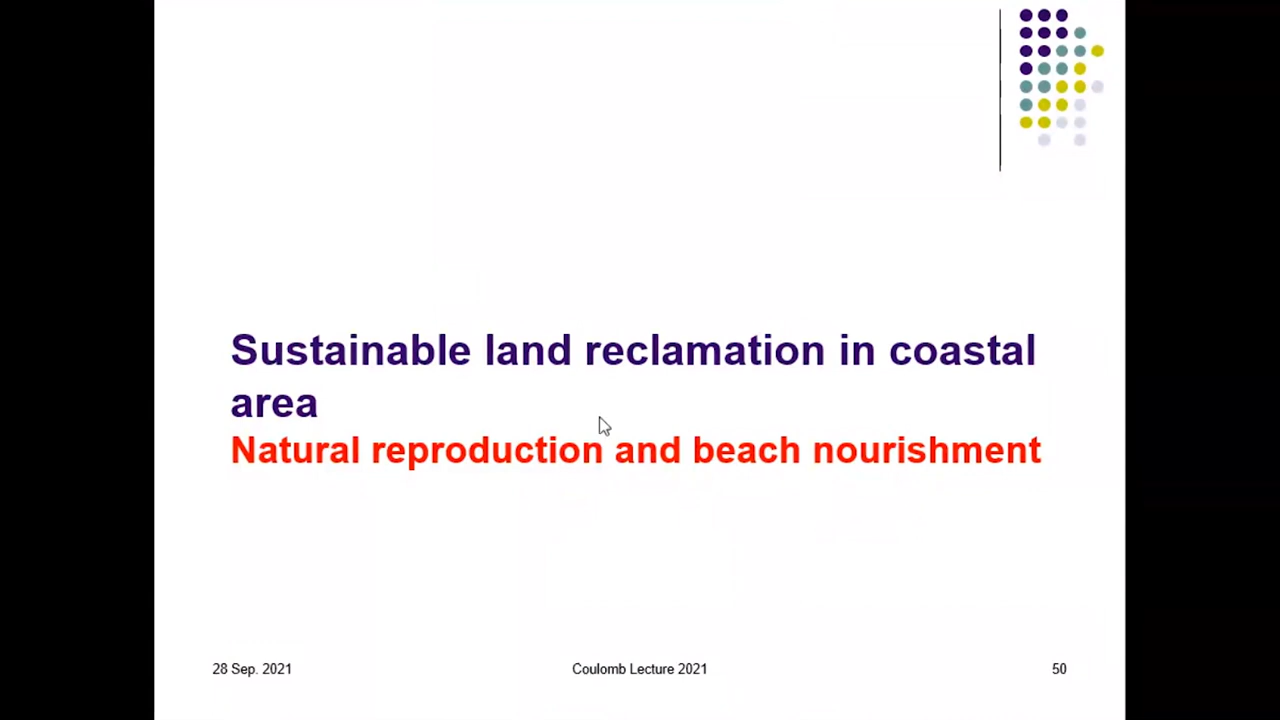 Sustainable land reclamation in coastal
area
Natural reproduction and beach nourishment
28 Sep. 2021
Coulomb Lecture 2021
50